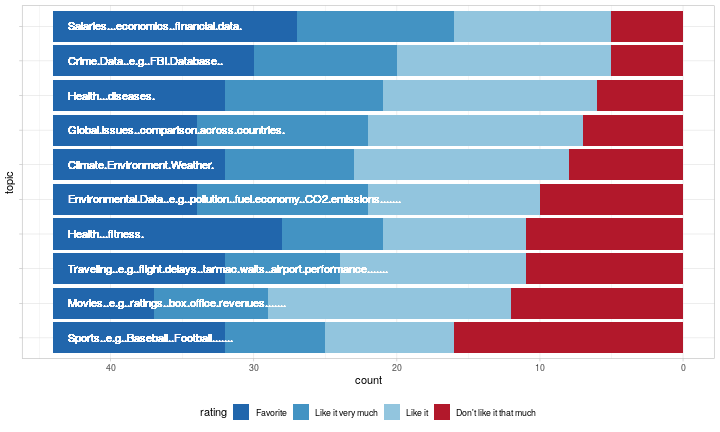 Salaries...economics..financial.data.
Crime.Data..e.g..FBI.Database..
Health...diseases.
Global.issues..comparison.across.countries.
Climate.Environment.Weather.
Environmental.Data..e.g..pollution..fuel.economy..CO2.emissions.......
Health...fitness.
Traveling..e.g..flight.delays..tarmac.waits..airport.performance.......
Movies..e.g..ratings..box.office.revenues.......
Sports..e.g..Baseball..Football.......
topic
40 30 20 10 0
count
rating Favorite Like it very much Like it Don't like it that much